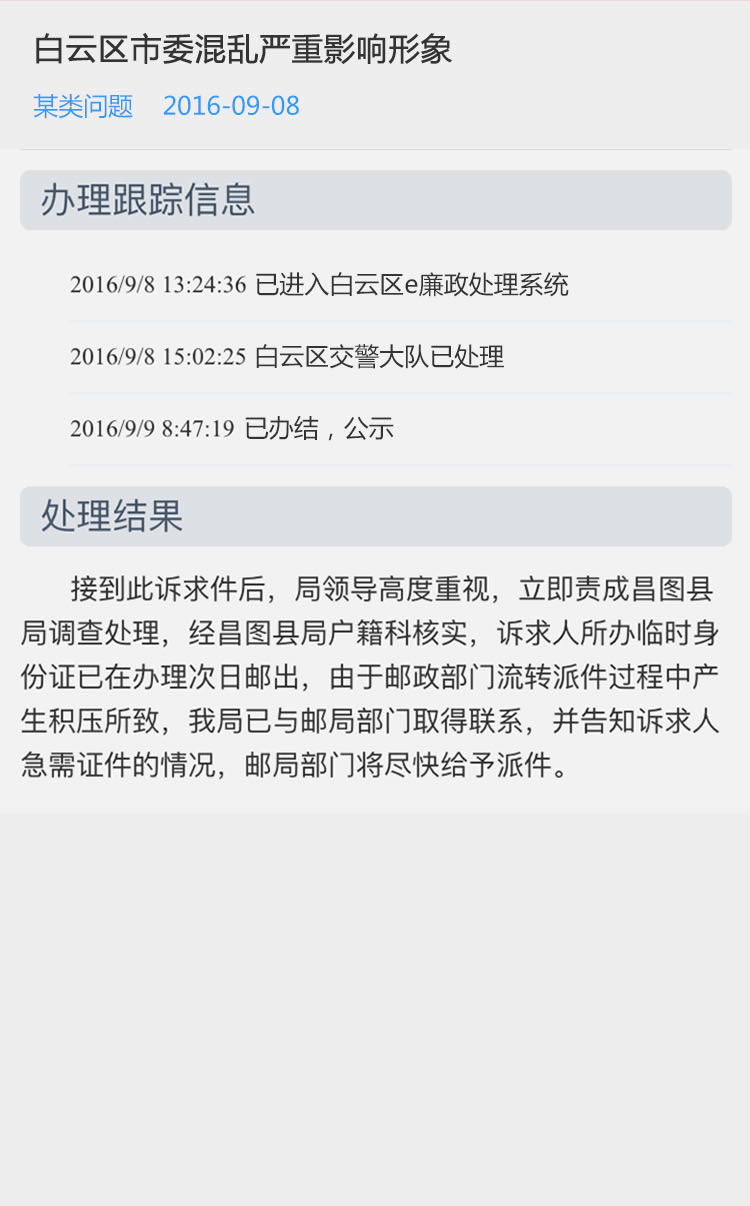 白云区市委混乱严重影响形象
某类问题 2016-09-08
办理跟踪信息
2016/9/8 13:24:36 已进入白云区e廉政处理系统
2016/9/8 15:02:25 白云区交警大队已处理
2016/9/9 8:47:19 已办结，公示
处理结果
接到此诉求件后，局领导高度重视，立即责成昌图县
局调查处理，经昌图县局户籍科核实，诉求人所办临时身
份证已在办理次日邮出，由于邮政部门流转派件过程中产
生积压所致，我局已与邮局部门取得联系，并告知诉求人
急需证件的情况，邮局部门将尽快给予派件。